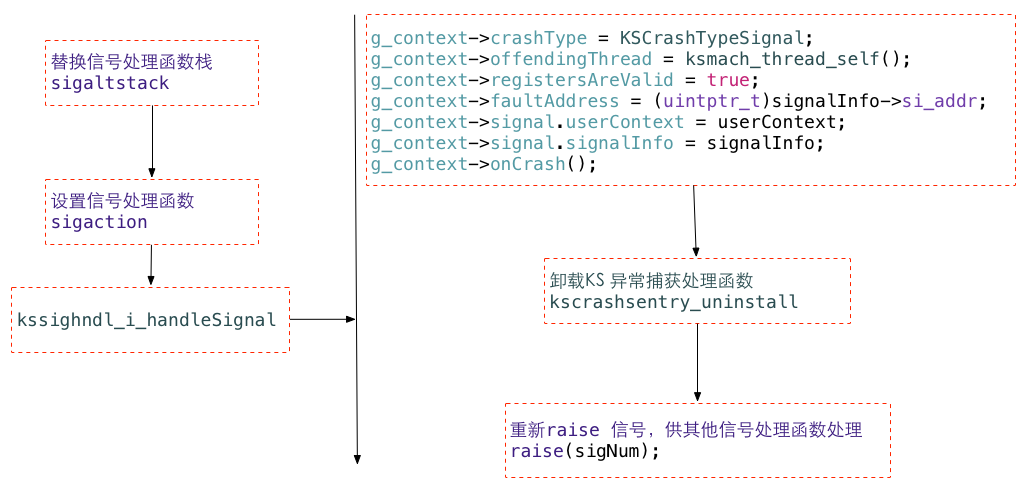 替换信号处理函数栈
sigaltstack
设置信号处理函数
sigaction
kssighndl_i_handleSignal
g_context->crashType = KSCrashTypeSignal;
g_context->offendingThread = ksmach_thread_self();
g_context->registersAreValid = true;
g_context->faultAddress = (uintptr_t)signalInfo->si_addr;
g_context->signal.userContext = userContext;
g_context->signal.signalInfo = signalInfo;
g_context->onCrash();
卸载KS 异常捕获处理函数
kscrashsentry_uninstall
重新raise 信号，供其他信号处理函数处理
raise(sigNum);